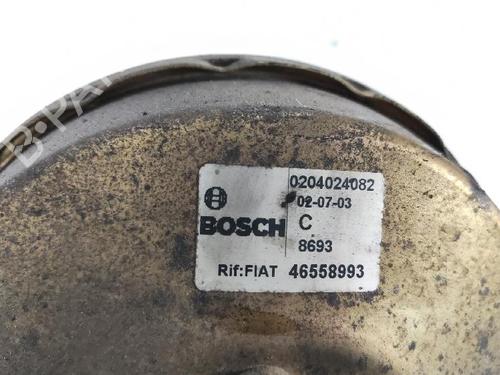 B-PA
0204024082
02-07-03
BOSCH C
8693
Rif:FIAT 46558993